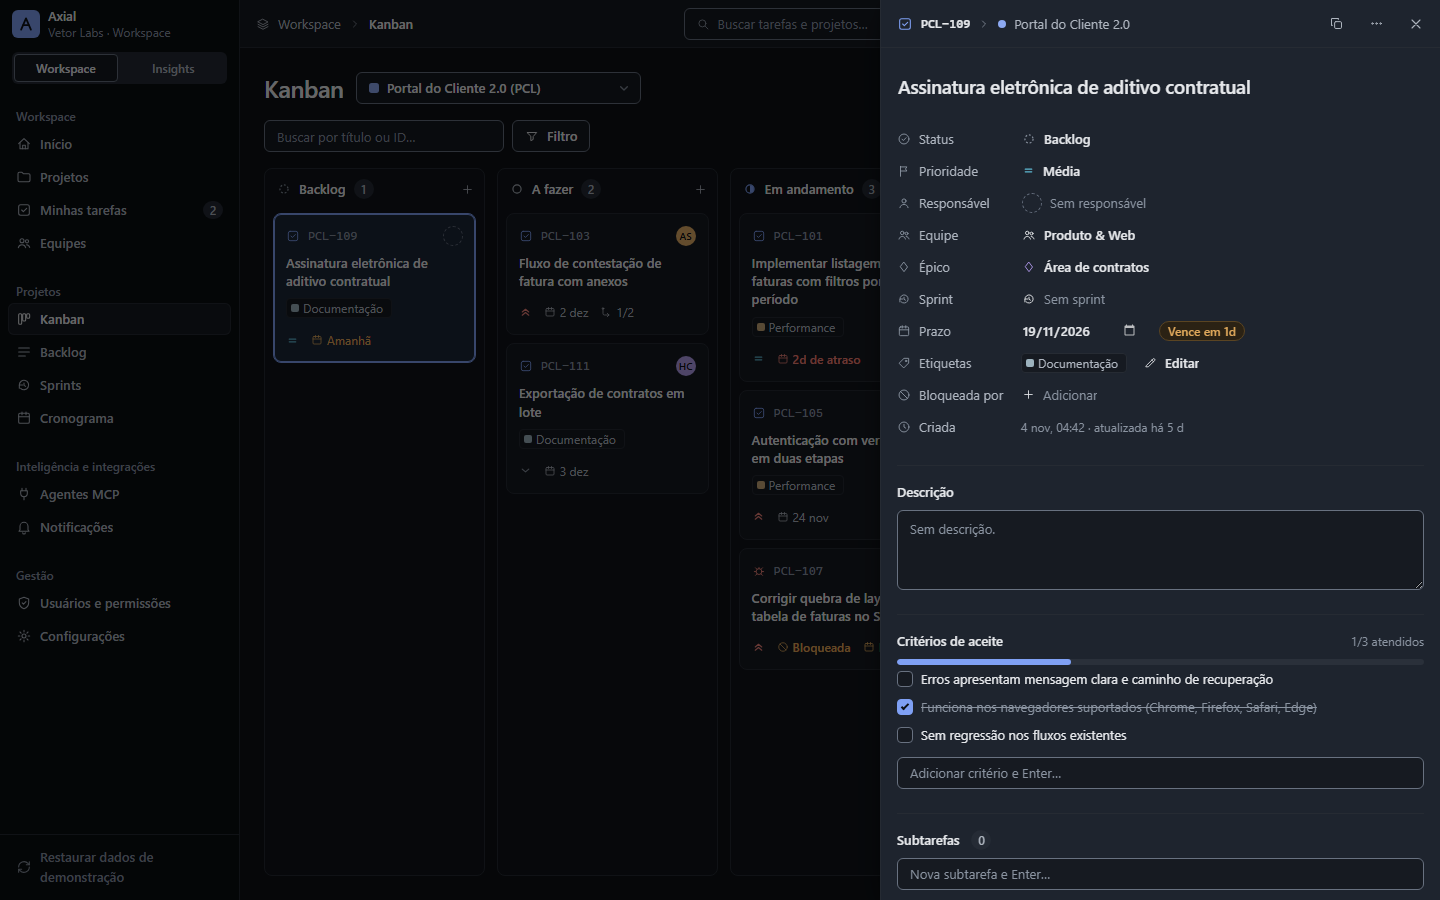 Axial
Vetor Labs · Workspace
Workspace
Insights
Workspace
Início
Projetos
Minhas tarefas 2
Equipes
Projetos
Kanban
Backlog
Sprints
Cronograma
Inteligência e integrações
Agentes MCP
Notificações
Gestão
Usuários e permissões
Configurações
Restaurar dados de
demonstração
Workspace > Kanban
Buscar tarefas e projetos...
Kanban
Portal do Cliente 2.0 (PCL)
Buscar por título ou ID...
Filtro
Backlog 1
PCL-109
Assinatura eletrônica de
aditivo contratual
Documentação
Amanhã
A fazer 2
PCL-103
AS
Fluxo de contestação de
fatura com anexos
2 dez 1/2
PCL-111
HC
Exportação de contratos em
lote
Documentação
3 dez
Em andamento 3
PCL-101
Implementar listagem
faturas com filtros po
período
Performance
2d de atraso
PCL-105
Autenticação com ver
em duas etapas
Performance
24 nov
PCL-107
Corrigir quebra de lay
tabela de faturas no S
Bloqueada
PCL-109 > Portal do Cliente 2.0
Assinatura eletrônica de aditivo contratual
Status Backlog
Prioridade Média
Responsável Sem responsável
Equipe Produto & Web
Épico Área de contratos
Sprint Sem sprint
Prazo 19/11/2026 Vence em 1d
Etiquetas Documentação Editar
Bloqueada por Adicionar
Criada 4 nov, 04:42 · atualizada há 5 d
Descrição
Sem descrição.
Critérios de aceite 1/3 atendidos
Erros apresentam mensagem clara e caminho de recuperação
Funciona nos navegadores suportados (Chrome, Firefox, Safari, Edge)
Sem regressão nos fluxos existentes
Adicionar critério e Enter...
Subtarefas 0
Nova subtarefa e Enter...